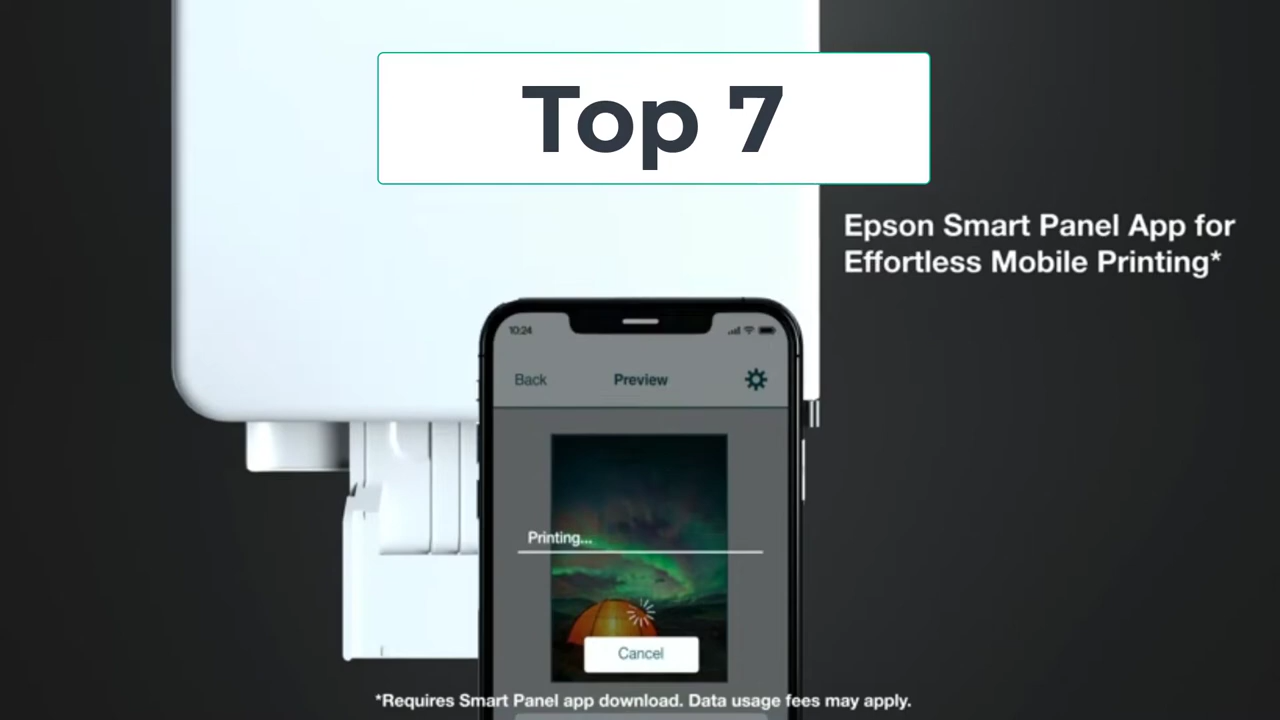 Top 7
Epson Smart Panel App for
Effortless Mobile Printing*
10:24
Back
Preview
Printing...
Cancel
*Requires Smart Panel app download. Data usage fees may apply.